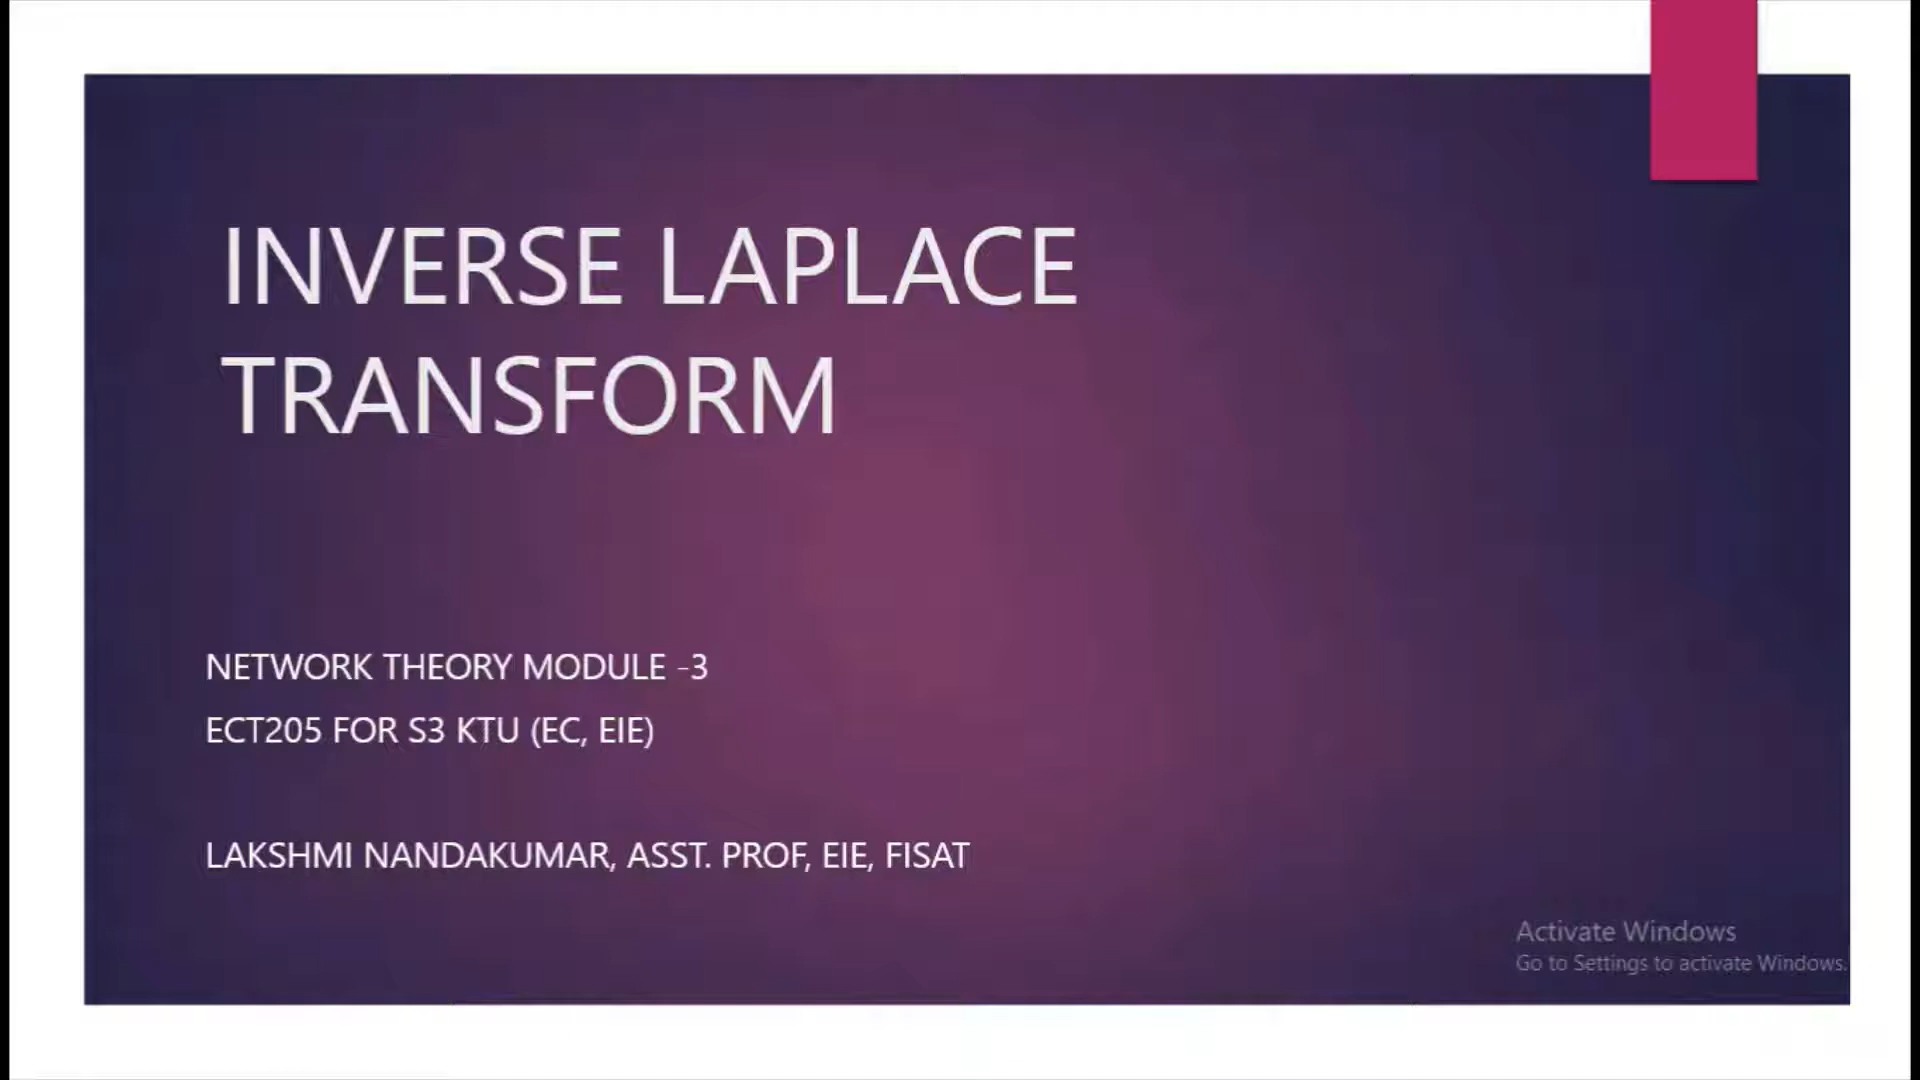 INVERSE LAPLACE
TRANSFORM
NETWORK THEORY MODULE -3
ECT205 FOR S3 KTU (EC, EIE)
LAKSHMI NANDAKUMAR, ASST. PROF, EIE, FISAT
Activate Windows
Go to Settings to activate Windows.